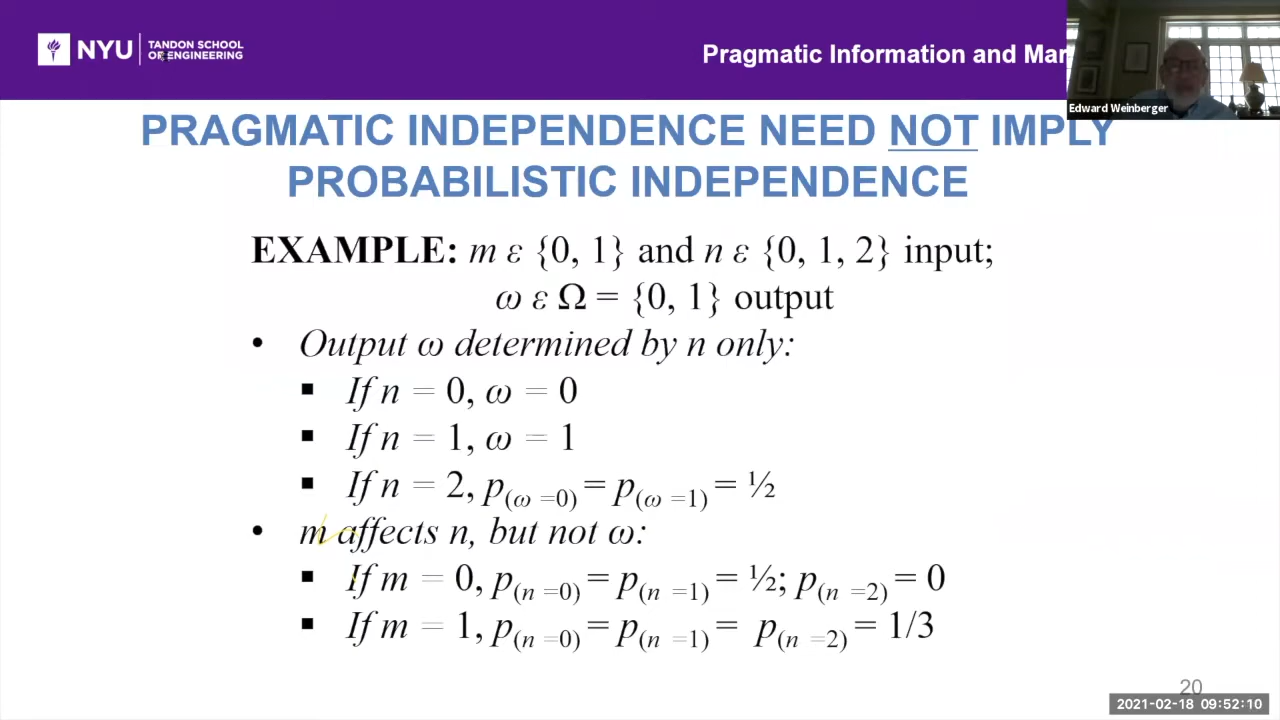 NYU
TANDON SCHOOL
OF ENGINEERING
Pragmatic Information and Mar
Edward Weinberger
PRAGMATIC INDEPENDENCE NEED NOT IMPLY
PROBABILISTIC INDEPENDENCE
EXAMPLE: m ε {0, 1} and n ε {0, 1, 2} input;
ω ε Ω = {0, 1} output
• Output ω determined by n only:
▪ If n = 0, ω = 0
▪ If n = 1, ω = 1
▪ If n = 2, p(ω =0) = p(ω =1) = ½
• m affects n, but not ω:
▪ If m = 0, p(n =0) = p(n =1) = ½; p(n =2) = 0
▪ If m = 1, p(n =0) = p(n =1) = p(n =2) = 1/3
20
2021-02-18 09:52:10